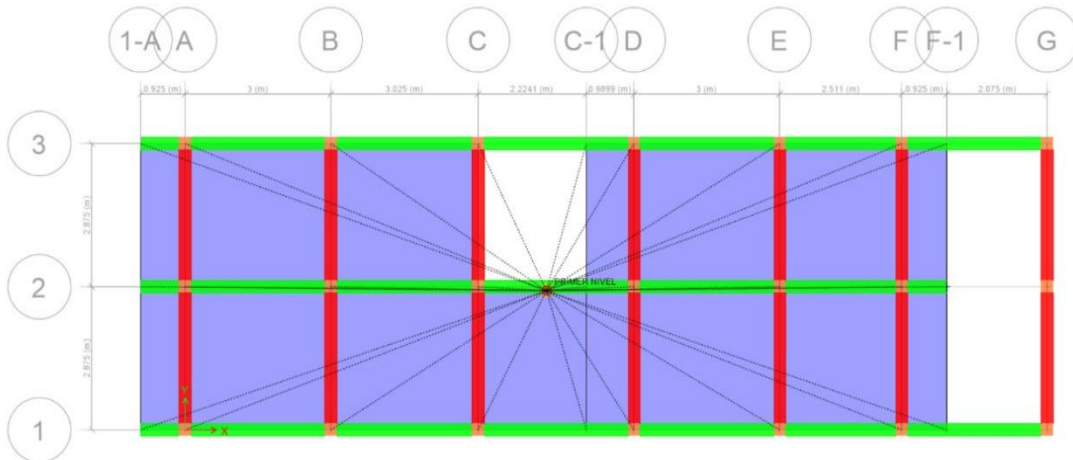 1-A A B C C-1 D E F F-1 G
0.925 (m) 3 (m) 3.025 (m) 2.2241 (m) 0.9899 (m) 3 (m) 2.511 (m) 0.925 (m) 2.075 (m)
3
2.875 (m)
2
PRIMER NIVEL
2.875 (m)
Y
X
1